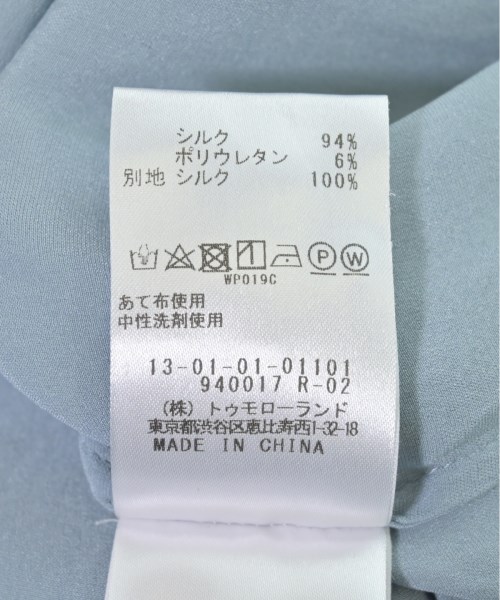 シルク 94%
ポリウレタン 6%
別地 シルク 100%
P W
WP019C
あて布使用
中性洗剤使用
13-01-01-01101
940017 R-02
(株) トゥモローランド
東京都渋谷区恵比寿西1-32-18
MADE IN CHINA